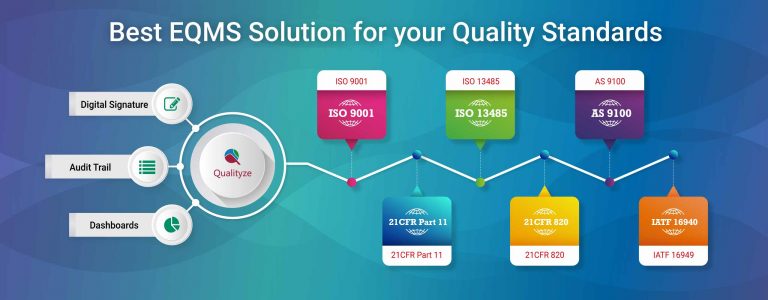 Best EQMS Solution for your Quality Standards
Digital Signature
Audit Trail
Dashboards
Qualityze
ISO 9001
ISO 9001
21CFR Part 11
21CFR Part 11
ISO 13485
ISO 13485
21CFR 820
21CFR 820
AS 9100
AS 9100
IATF 16940
IATF 16949